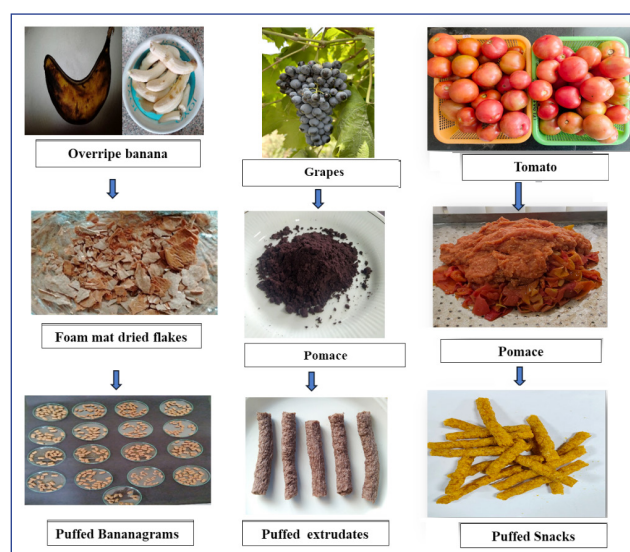 Overripe banana
Grapes
Tomato
Foam mat dried flakes
Pomace
Pomace
Puffed Bananagrams
Puffed extrudates
Puffed Snacks